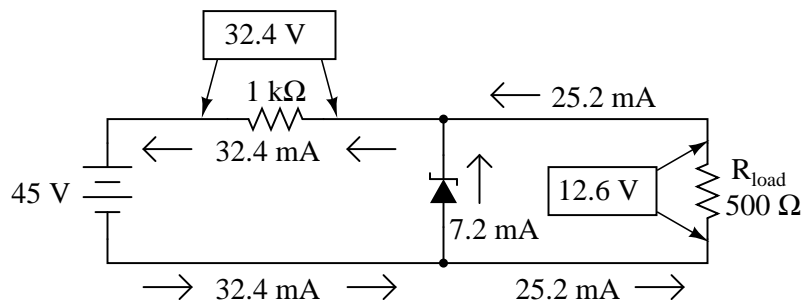 32.4 V
1 kΩ
25.2 mA
32.4 mA
45 V
12.6 V
R_load
500 Ω
7.2 mA
32.4 mA
25.2 mA